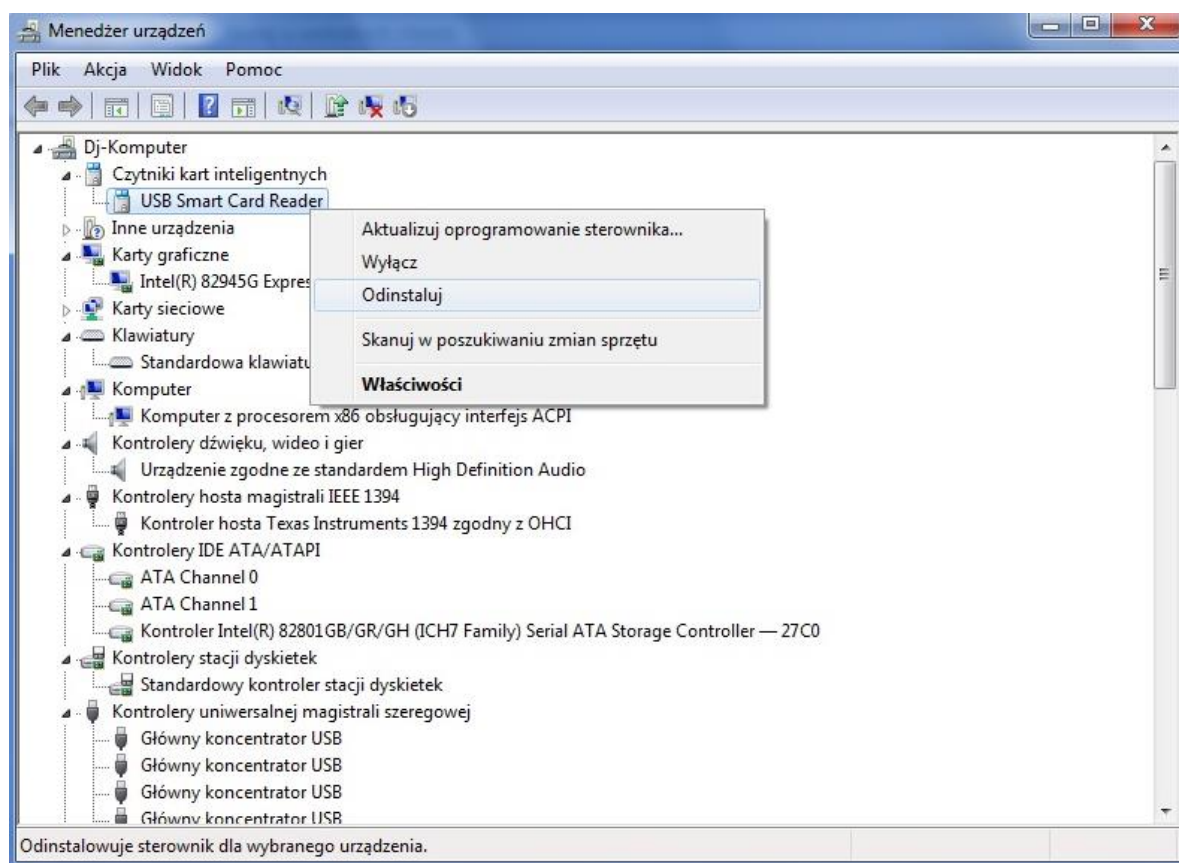 Menedżer urządzeń
Plik Akcja Widok Pomoc
Dj-Komputer
Czytniki kart inteligentnych
USB Smart Card Reader
Inne urządzenia
Karty graficzne
Intel(R) 82945G Expres
Karty sieciowe
Klawiatury
Standardowa klawiatu
Komputer
Komputer z procesorem x86 obsługujący interfejs ACPI
Kontrolery dźwięku, wideo i gier
Urządzenie zgodne ze standardem High Definition Audio
Kontrolery hosta magistrali IEEE 1394
Kontroler hosta Texas Instruments 1394 zgodny z OHCI
Kontrolery IDE ATA/ATAPI
ATA Channel 0
ATA Channel 1
Kontroler Intel(R) 82801GB/GR/GH (ICH7 Family) Serial ATA Storage Controller — 27C0
Kontrolery stacji dyskietek
Standardowy kontroler stacji dyskietek
Kontrolery uniwersalnej magistrali szeregowej
Główny koncentrator USB
Główny koncentrator USB
Główny koncentrator USB
Główny koncentrator USB
Aktualizuj oprogramowanie sterownika...
Wyłącz
Odinstaluj
Skanuj w poszukiwaniu zmian sprzętu
Właściwości
Odinstalowuje sterownik dla wybranego urządzenia.